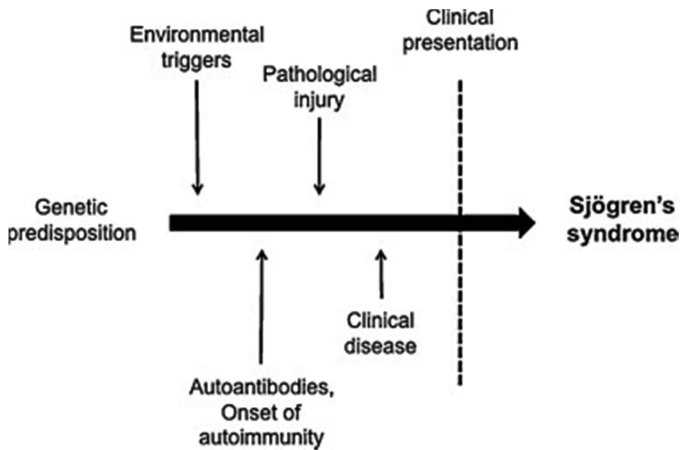 Environmental
triggers
Pathological
injury
Clinical
presentation
Genetic
predisposition
Sjögren's
syndrome
Clinical
disease
Autoantibodies,
Onset of
autoimmunity